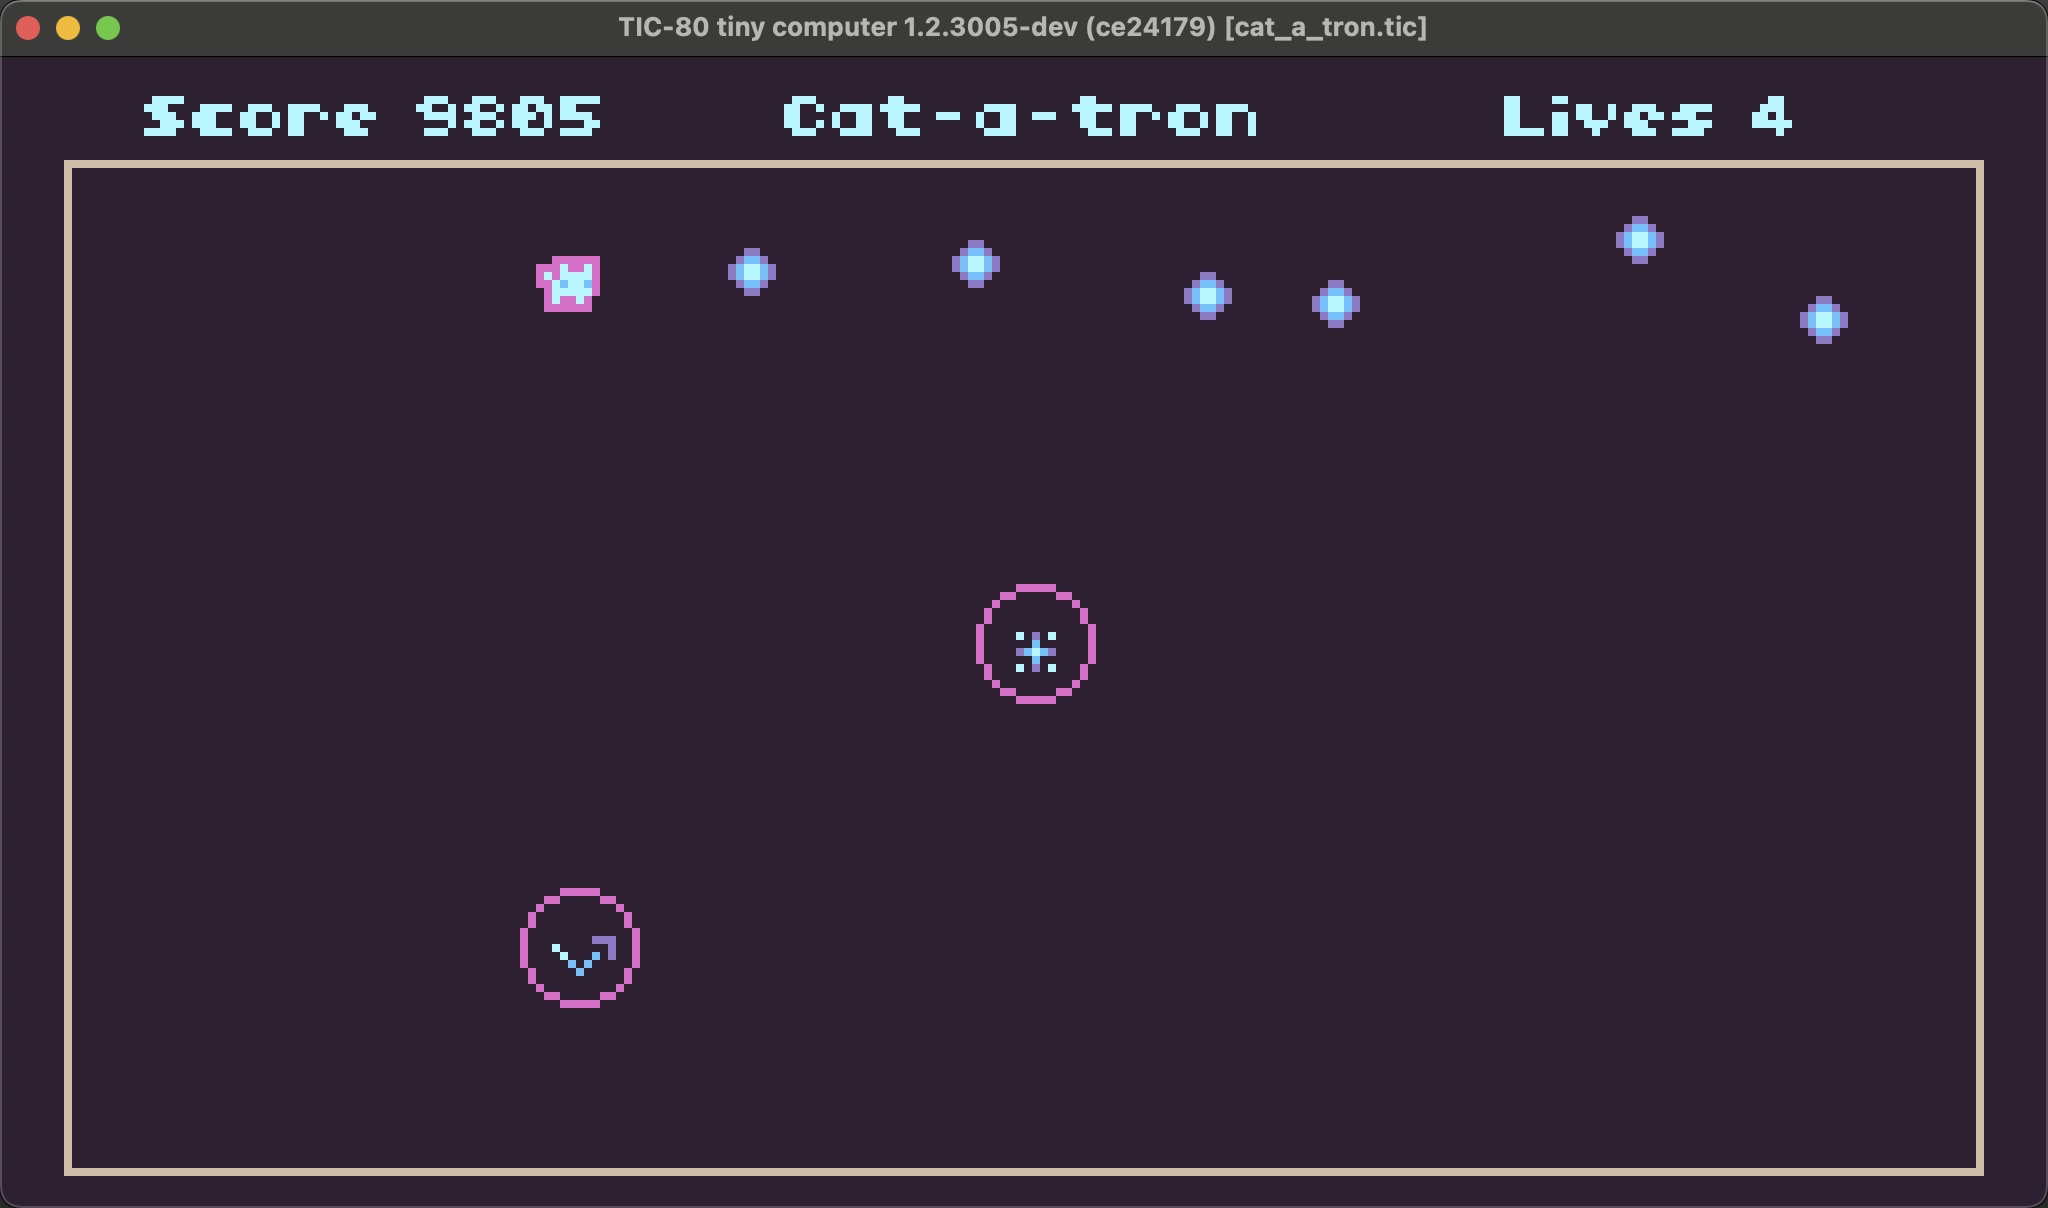 TIC-80 tiny computer 1.2.3005-dev (ce24179) [cat_a_tron.tic]
Score 9805 Cat-a-tron Lives 4